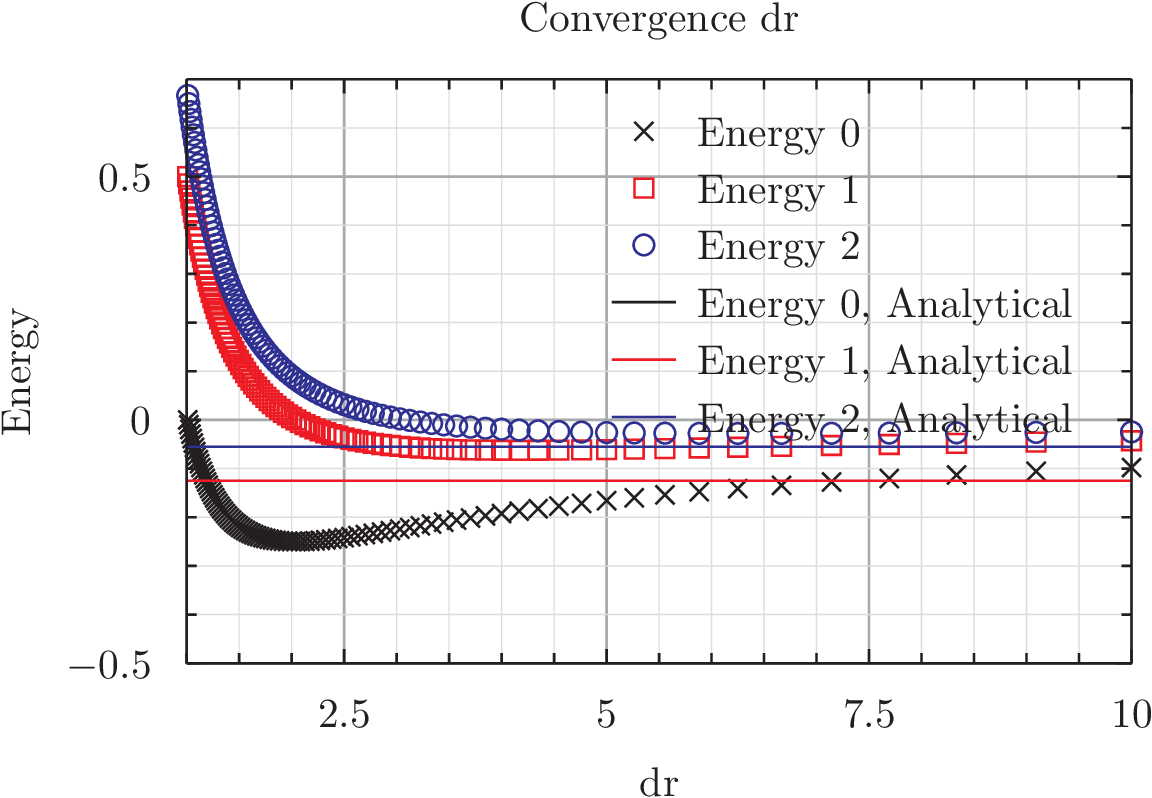 Convergence dr
Energy 0
Energy 1
Energy 2
Energy 0, Analytical
Energy 1, Analytical
Energy 2, Analytical
Energy
0.5
0
−0.5
2.5 5 7.5 10
dr